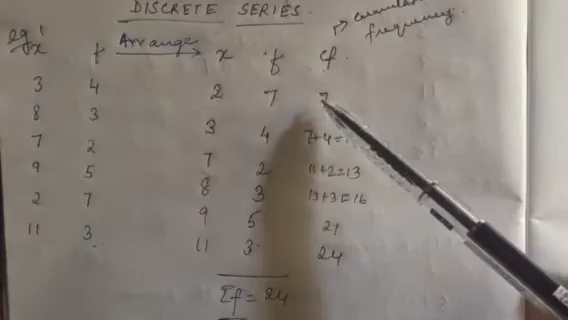 DISCRETE SERIES.
eg:
x f Arrange x f cf → cumulative frequency.
3 4 2 7 7
8 3 3 4 7+4=
7 2 7 2 11+2=13
9 5 8 3 13+3=16
2 7 9 5 21
11 3. 11 3. 24
Σf = 24